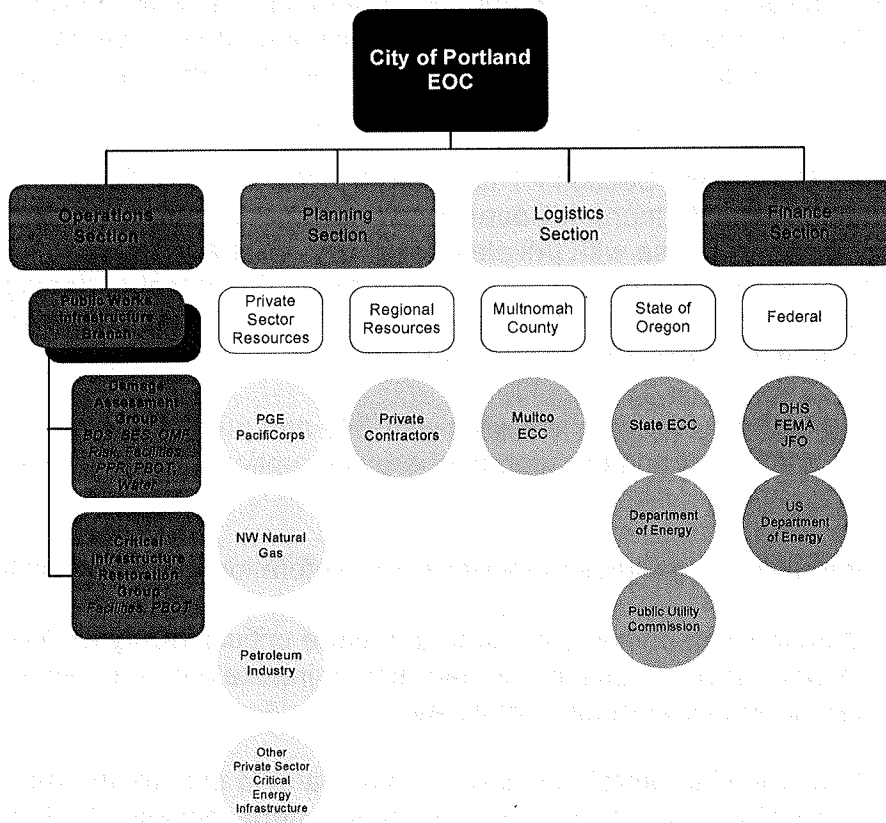 City of Portland
EOC
Operations
Section
Planning
Section
Logistics
Section
Finance
Section
Public Works
Infrastructure
Branch
Private
Sector
Resources
Regional
Resources
Multnomah
County
State of
Oregon
Federal
Damage
Assessment
Group
BDS, BES, OMF,
Risk, Facilities,
PPR, PBOT,
Water
PGE
PacifiCorps
Private
Contractors
Multco
ECC
State ECC
DHS
FEMA
JFO
Critical
Infrastructure
Restoration
Group
Facilities, PBOT
NW Natural
Gas
Department
of Energy
US
Department
of Energy
Public Utility
Commission
Petroleum
Industry
Other
Private Sector
Critical
Energy
Infrastructure